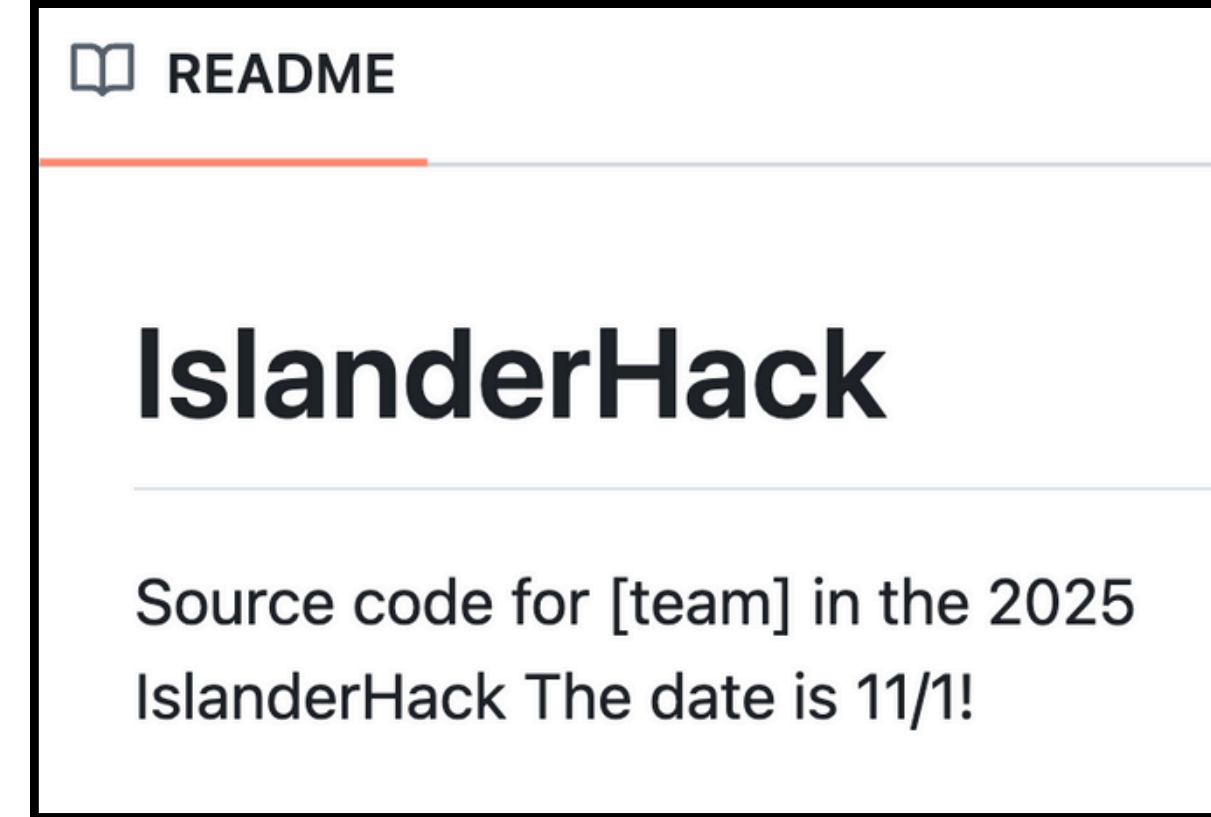 README
IslanderHack
Source code for [team] in the 2025
IslanderHack The date is 11/1!